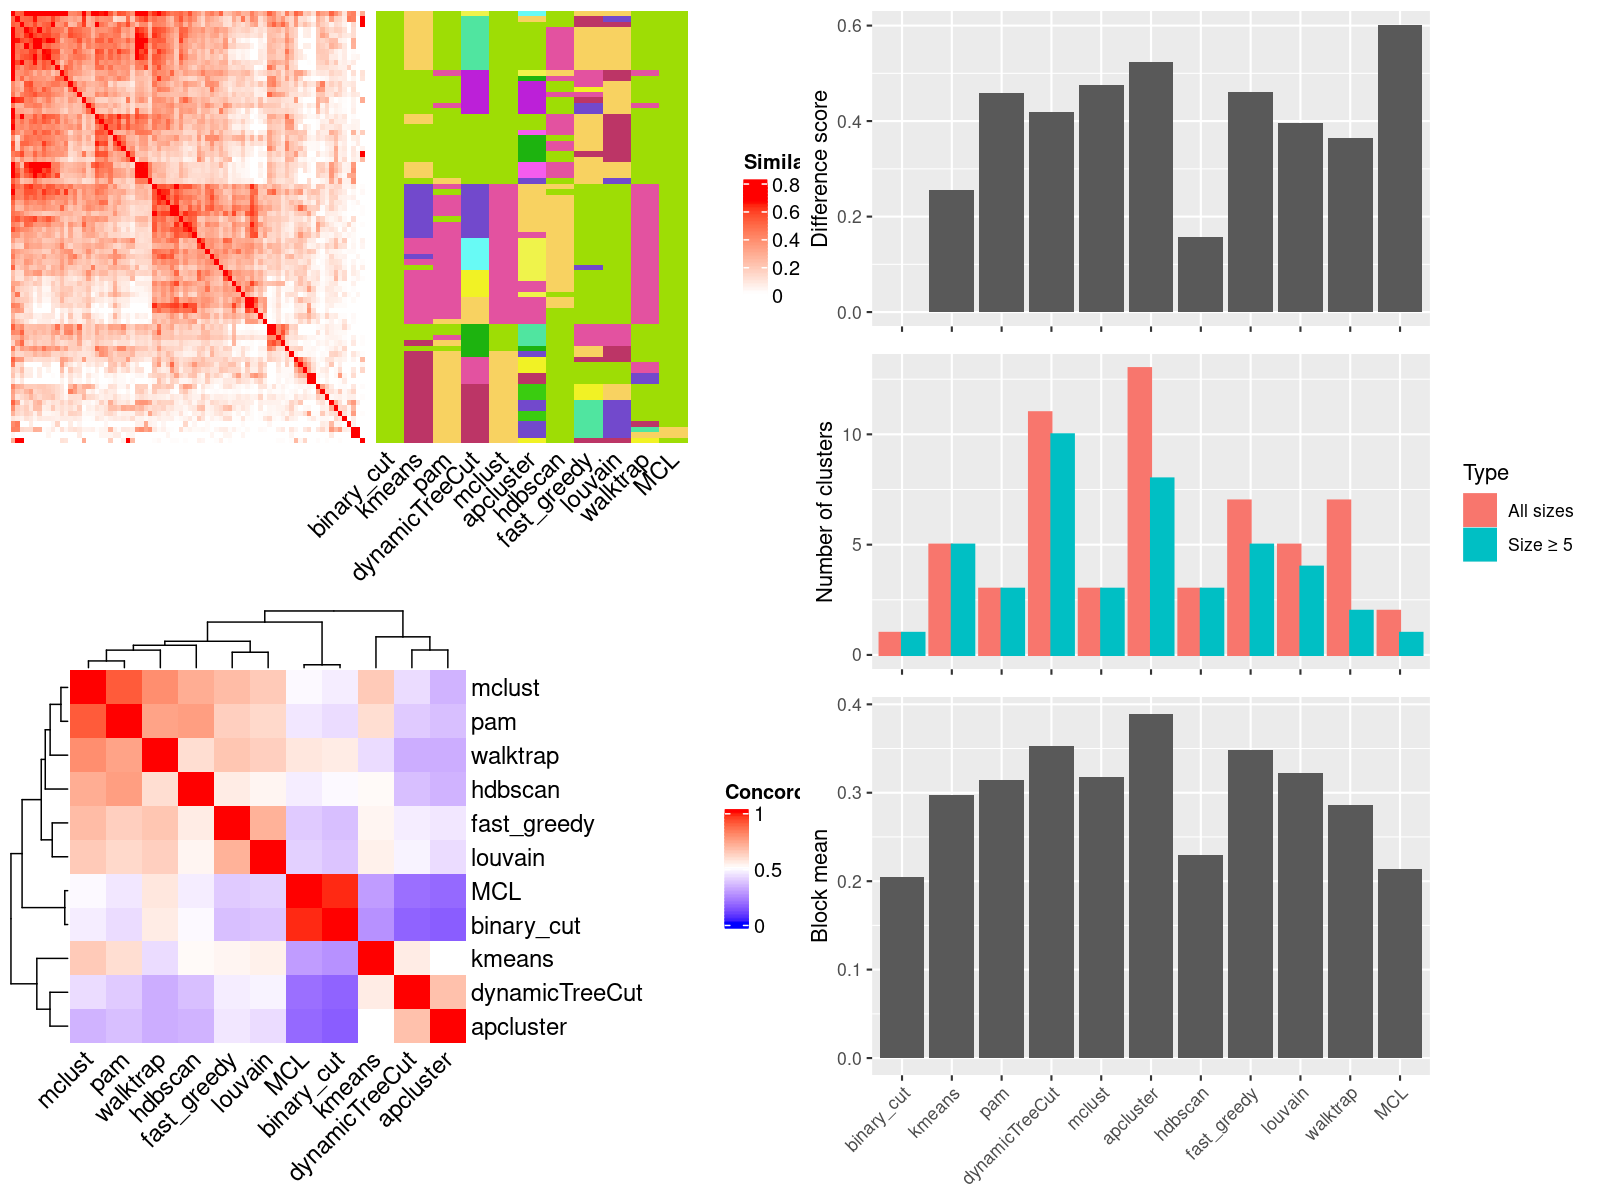 Simila
0.8
0.6
0.4
0.2
0
binary_cut
kmeans
pam
dynamicTreeCut
mclust
apcluster
hdbscan
fast_greedy
louvain
walktrap
MCL
Difference score
0.6
0.4
0.2
0.0
Number of clusters
10
5
0
Type
All sizes
Size ≥ 5
Block mean
0.4
0.3
0.2
0.1
0.0
binary_cut
kmeans
pam
dynamicTreeCut
mclust
apcluster
hdbscan
fast_greedy
louvain
walktrap
MCL
mclust
pam
walktrap
hdbscan
fast_greedy
louvain
MCL
binary_cut
kmeans
dynamicTreeCut
apcluster
mclust
pam
walktrap
hdbscan
fast_greedy
louvain
MCL
binary_cut
kmeans
dynamicTreeCut
apcluster
Concord
1
0.5
0